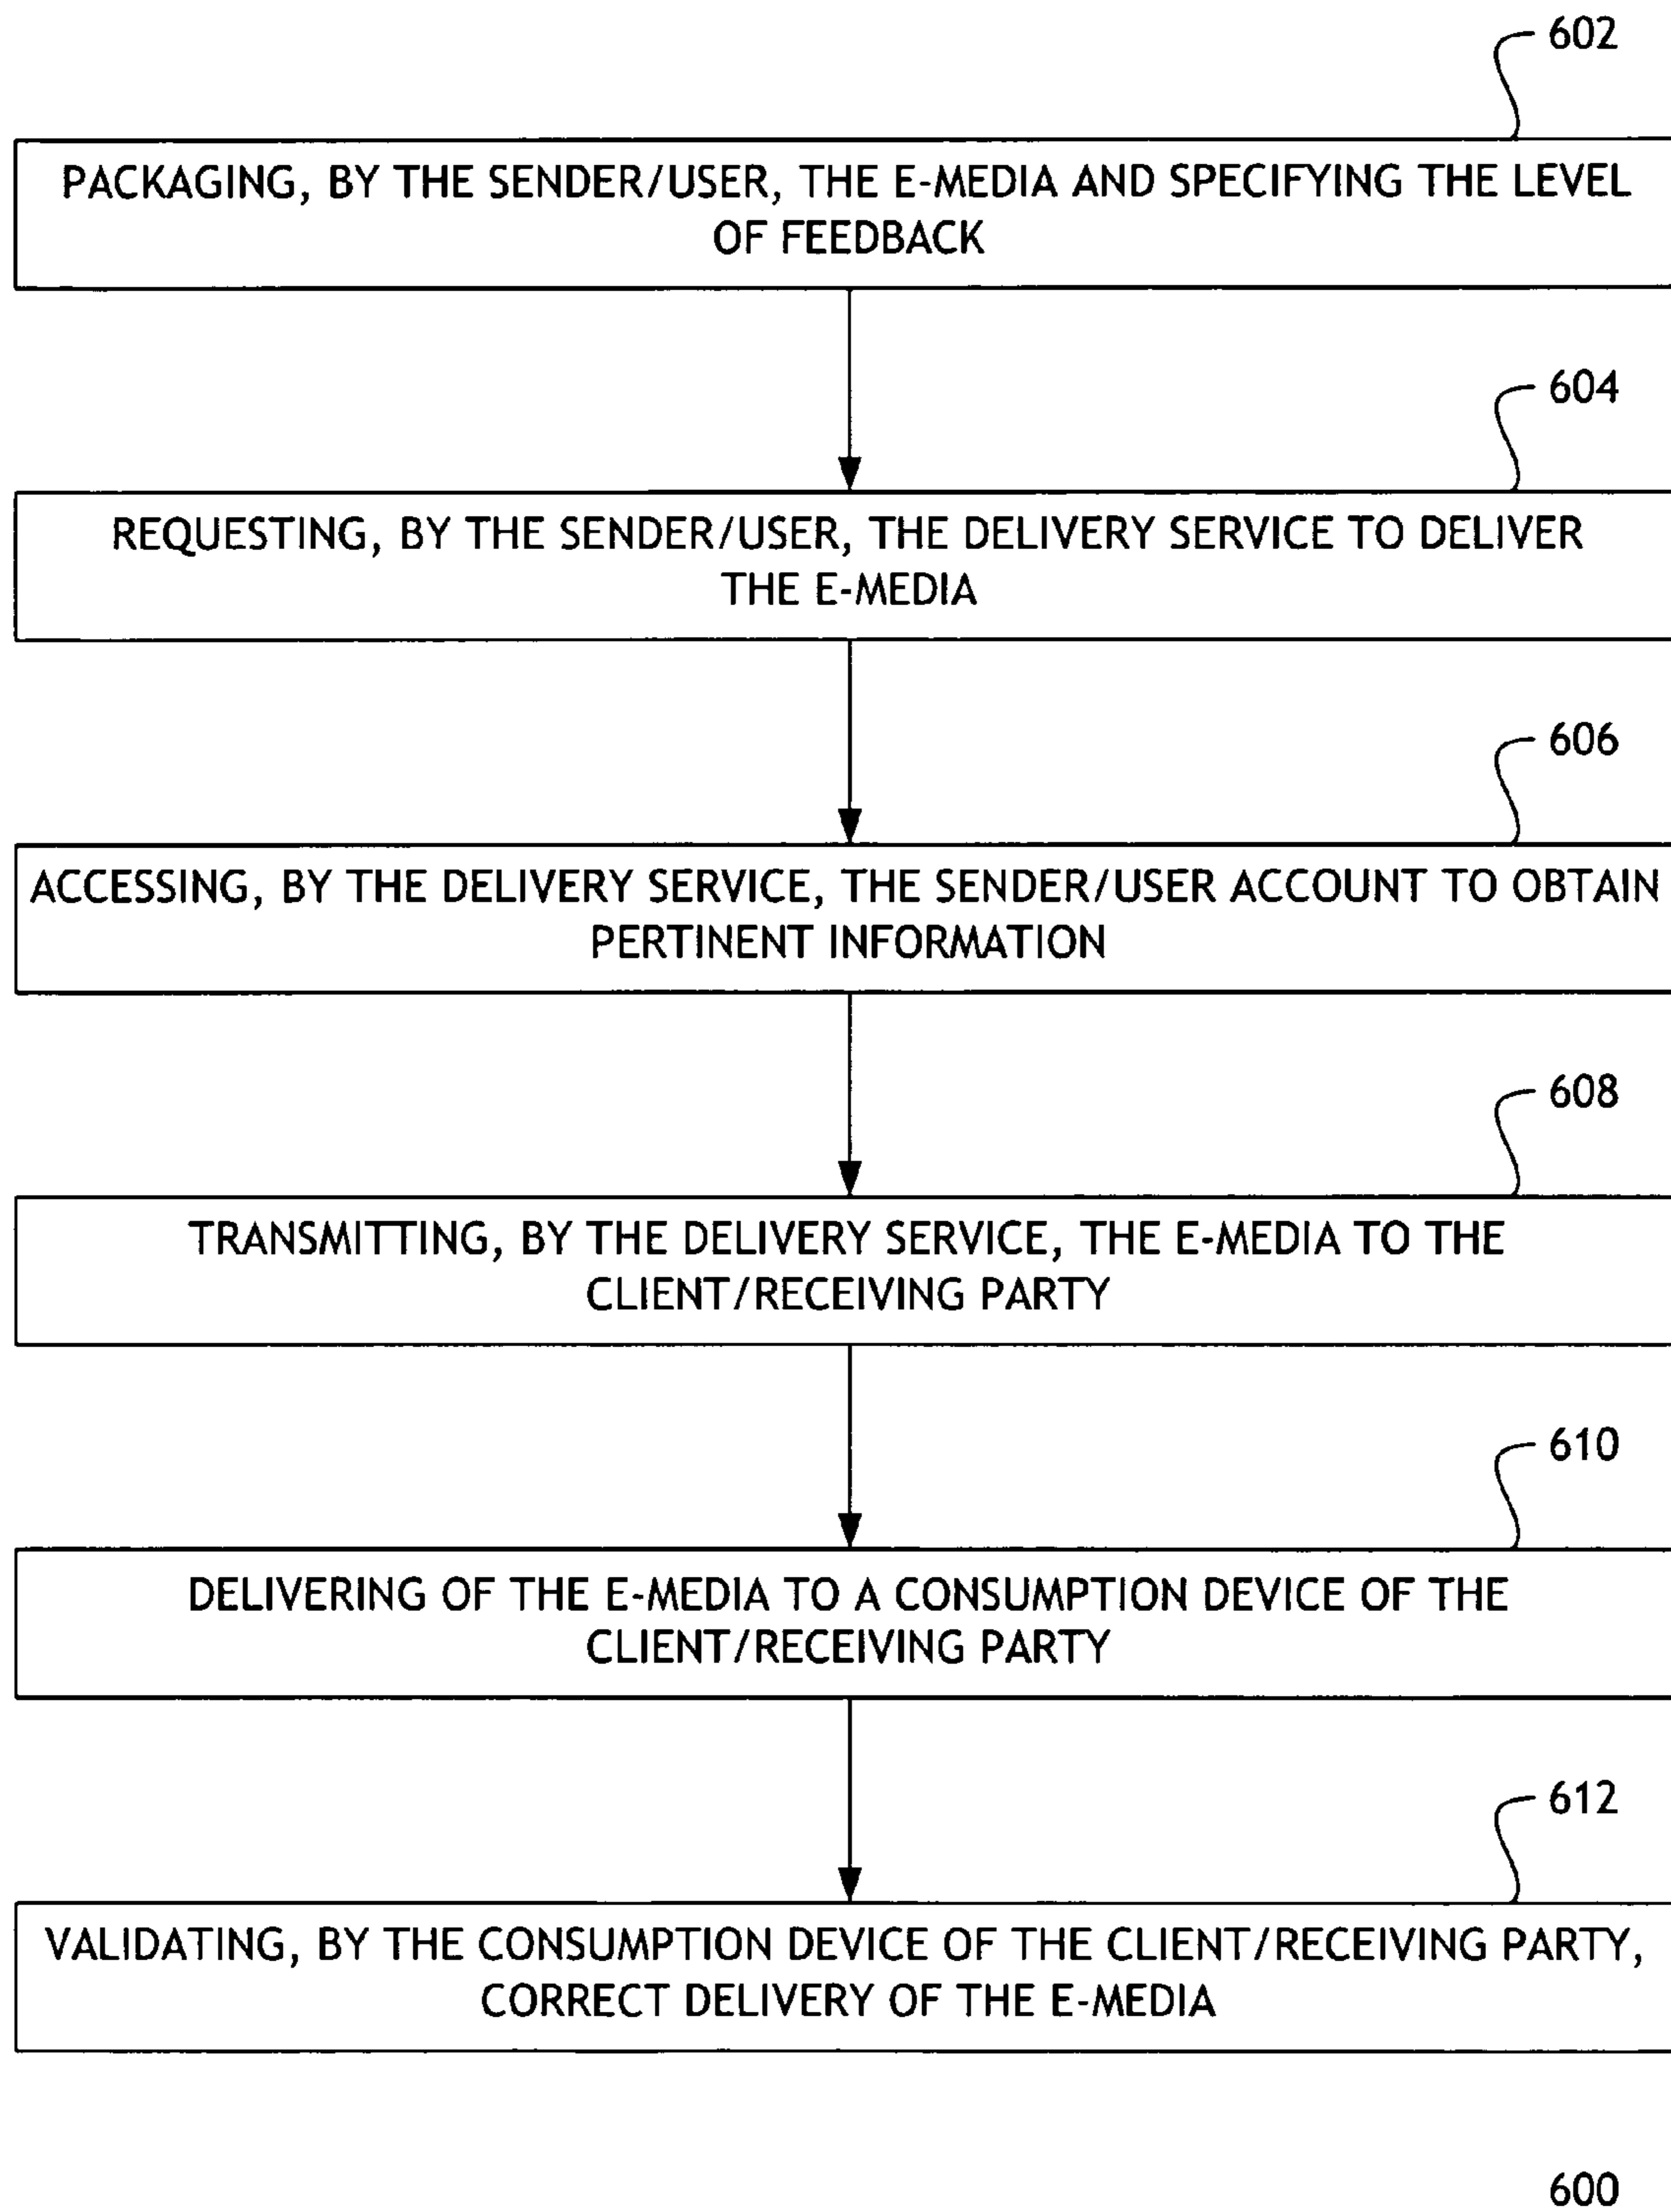 602
PACKAGING, BY THE SENDER/USER, THE E-MEDIA AND SPECIFYING THE LEVEL
OF FEEDBACK
604
REQUESTING, BY THE SENDER/USER, THE DELIVERY SERVICE TO DELIVER
THE E-MEDIA
606
ACCESSING, BY THE DELIVERY SERVICE, THE SENDER/USER ACCOUNT TO OBTAIN
PERTINENT INFORMATION
608
TRANSMITTING, BY THE DELIVERY SERVICE, THE E-MEDIA TO THE
CLIENT/RECEIVING PARTY
610
DELIVERING OF THE E-MEDIA TO A CONSUMPTION DEVICE OF THE
CLIENT/RECEIVING PARTY
612
VALIDATING, BY THE CONSUMPTION DEVICE OF THE CLIENT/RECEIVING PARTY,
CORRECT DELIVERY OF THE E-MEDIA
600